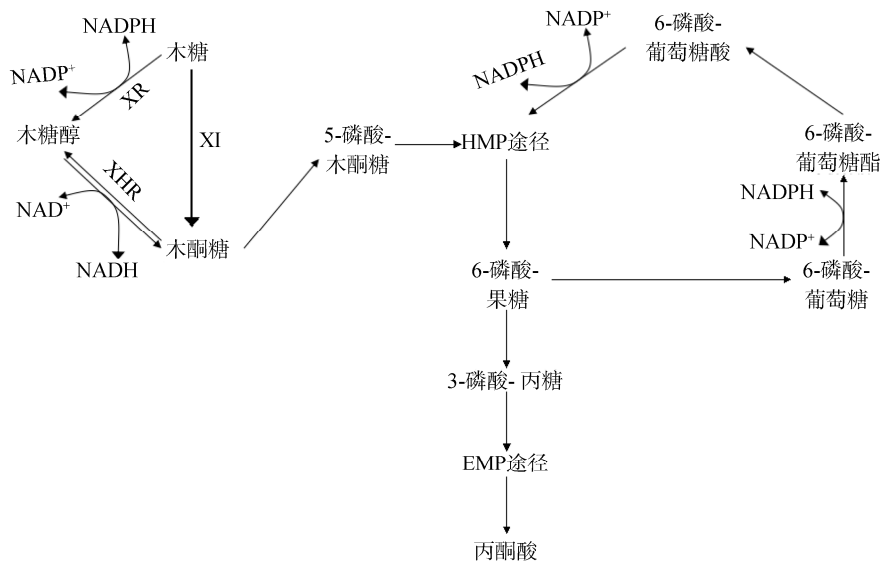 NADPH
木糖
NADP⁺
XR
木糖醇
XI
XHR
NAD⁺
木酮糖
NADH
5-磷酸-
木酮糖
NADP⁺
NADPH
HMP途径
6-磷酸-
葡萄糖酸
6-磷酸-
葡萄糖酯
NADPH
NADP⁺
6-磷酸-
葡萄糖
6-磷酸-
果糖
3-磷酸- 丙糖
EMP途径
丙酮酸